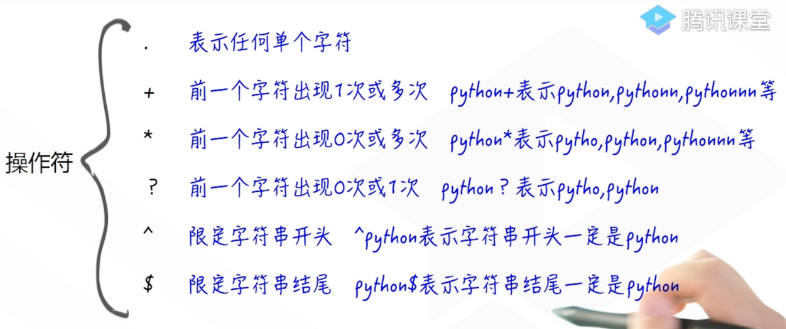 腾讯课堂
. 表示任何单个字符
+ 前一个字符出现1次或多次 python+表示python,pythonn,pythonnn等
* 前一个字符出现0次或多次 python*表示pytho,python,pythonnn等
操作符
? 前一个字符出现0次或1次 python？表示pytho,python
^ 限定字符串开头 ^python表示字符串开头一定是python
$ 限定字符串结尾 python$表示字符串结尾一定是python